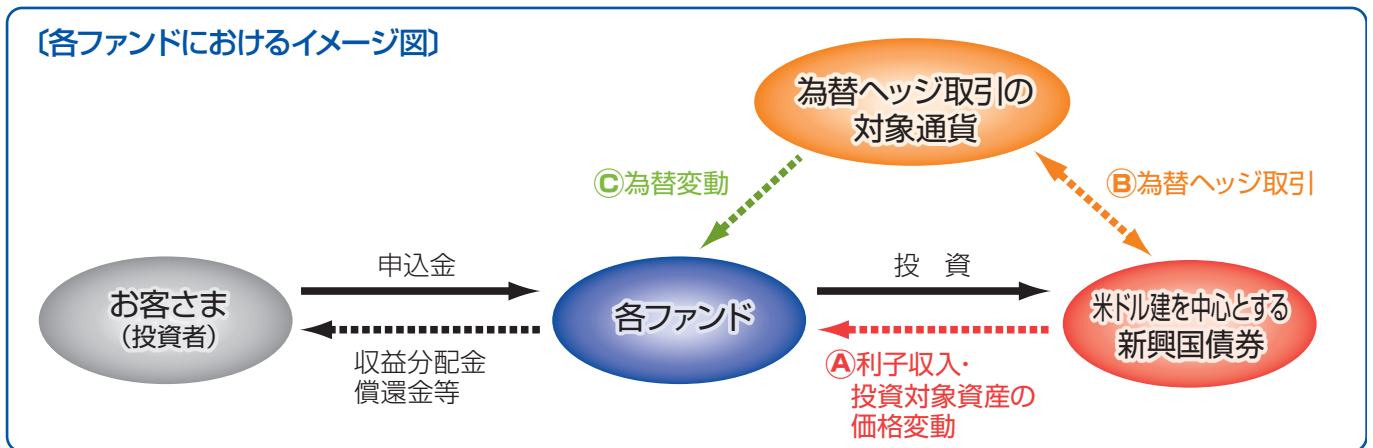 〔各ファンドにおけるイメージ図〕
為替ヘッジ取引の
対象通貨
Ⓒ為替変動
Ⓑ為替ヘッジ取引
申込金
投　資
お客さま
(投資者)
各ファンド
米ドル建を中心とする
新興国債券
収益分配金
償還金等
Ⓐ利子収入・
投資対象資産の
価格変動